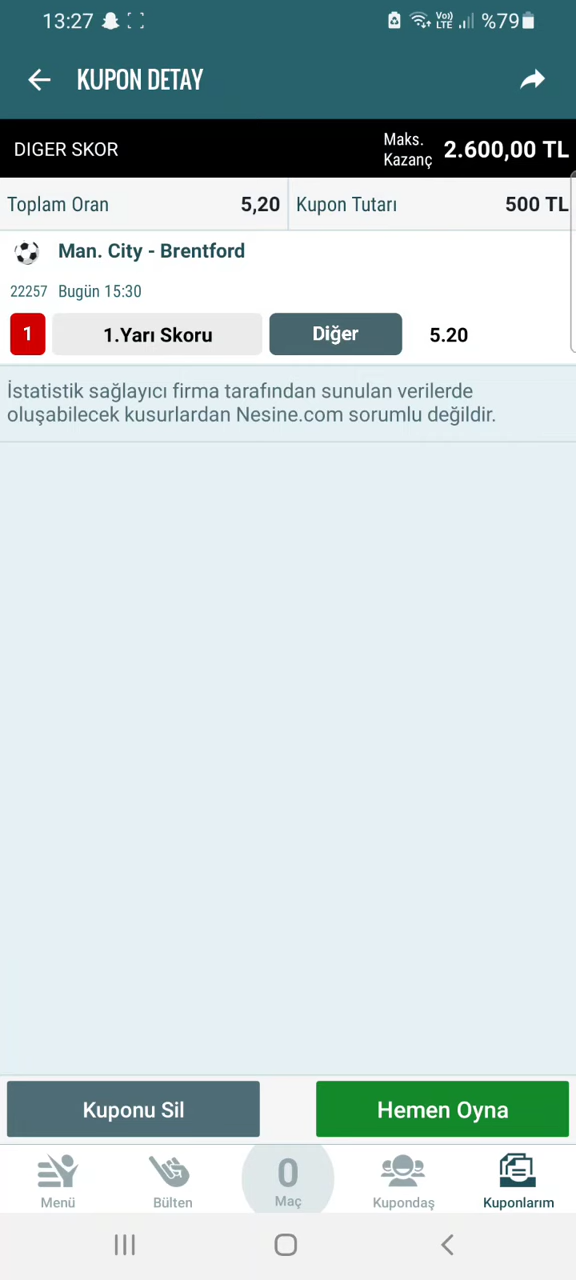 13:27 Voi) LTE %79
KUPON DETAY
DIGER SKOR Maks. Kazanç 2.600,00 TL
Toplam Oran 5,20 Kupon Tutarı 500 TL
Man. City - Brentford
22257 Bugün 15:30
1 1.Yarı Skoru Diğer 5.20
İstatistik sağlayıcı firma tarafından sunulan verilerde
oluşabilecek kusurlardan Nesine.com sorumlu değildir.
Kuponu Sil Hemen Oyna
0
Menü Bülten Maç Kupondaş Kuponlarım